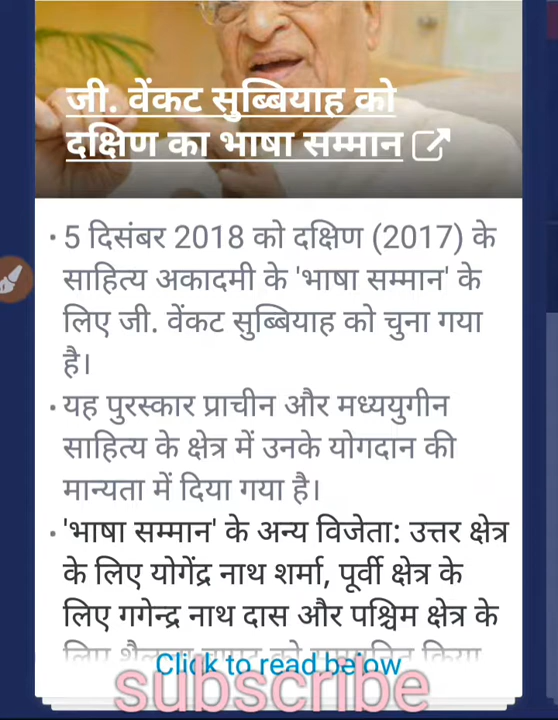 जी. वेंकट सुब्बियाह को
दक्षिण का भाषा सम्मान
• 5 दिसंबर 2018 को दक्षिण (2017) के
साहित्य अकादमी के 'भाषा सम्मान' के
लिए जी. वेंकट सुब्बियाह को चुना गया
है।
• यह पुरस्कार प्राचीन और मध्ययुगीन
साहित्य के क्षेत्र में उनके योगदान की
मान्यता में दिया गया है।
• 'भाषा सम्मान' के अन्य विजेता: उत्तर क्षेत्र
के लिए योगेंद्र नाथ शर्मा, पूर्वी क्षेत्र के
लिए गगेन्द्र नाथ दास और पश्चिम क्षेत्र के
लिए
Click to read below
subscribe